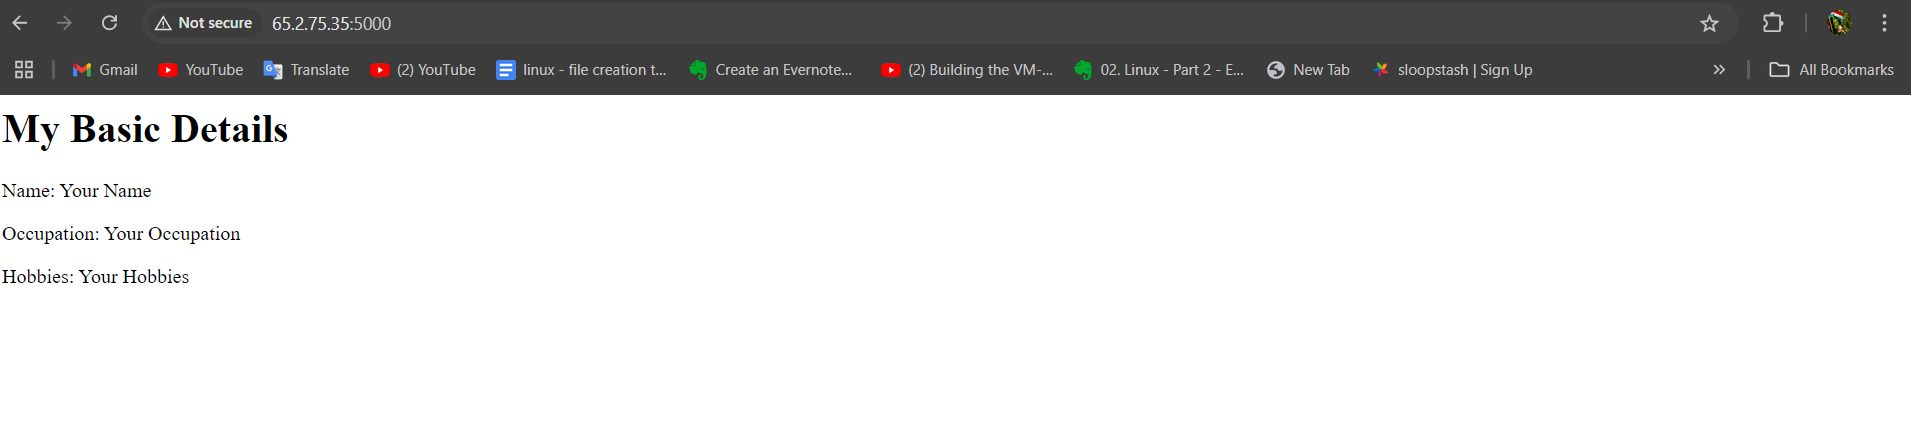 Not secure 65.2.75.35:5000
Gmail YouTube Translate (2) YouTube linux - file creation t... Create an Evernote... (2) Building the VM-... 02. Linux - Part 2 - E... New Tab sloopstash | Sign Up » All Bookmarks
My Basic Details
Name: Your Name
Occupation: Your Occupation
Hobbies: Your Hobbies